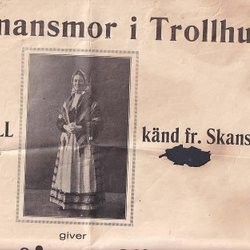 nansmor i Trollhu
LL
känd fr. Skans
giver